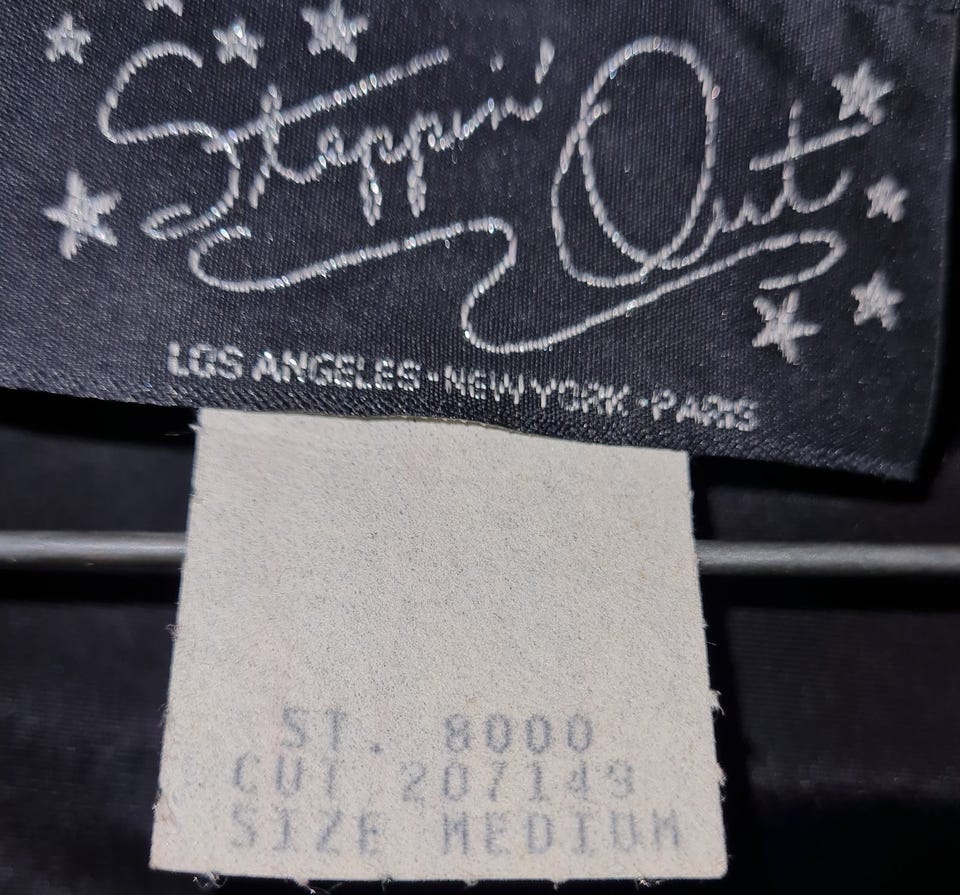 Steppin' Out
LOS ANGELES · NEW YORK · PARIS
ST. 8000
CUT 207149
SIZE MEDIUM